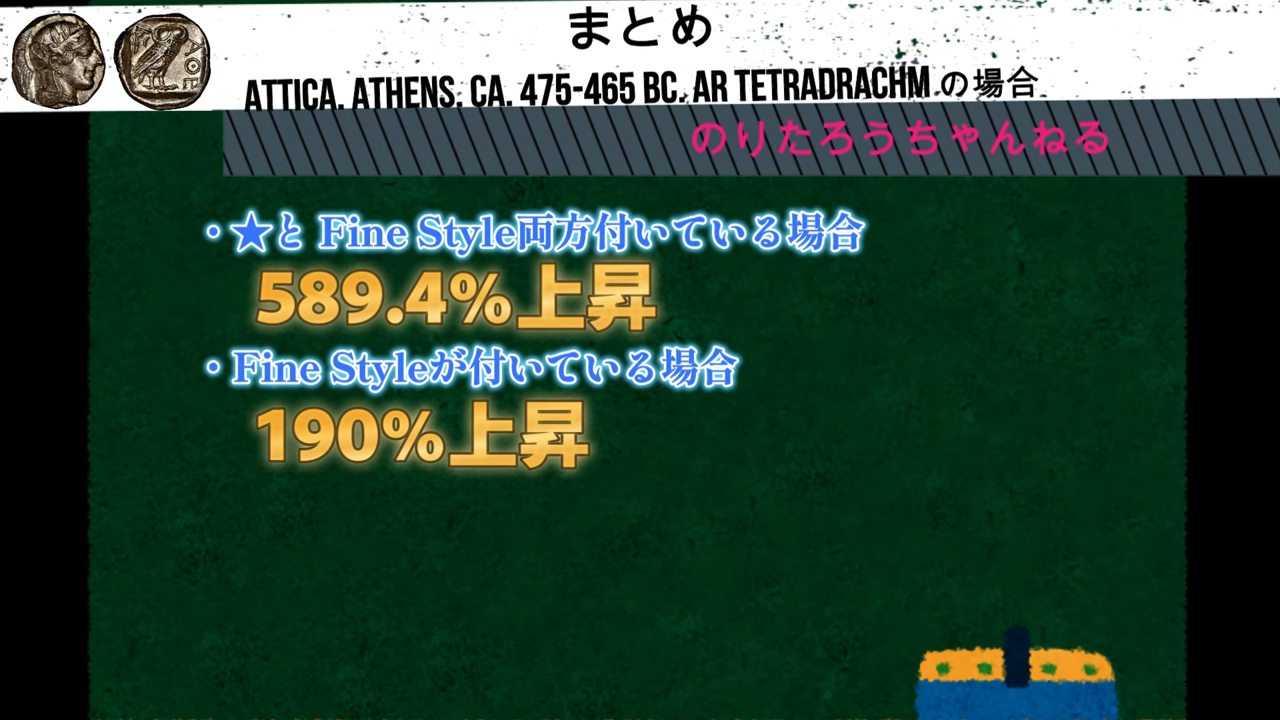 まとめ
ATTICA. ATHENS. CA. 475-465 BC. AR TETRADRACHM の場合
のりたろうちゃんねる
・★と Fine Style両方付いている場合
589.4%上昇
・Fine Styleが付いている場合
190%上昇